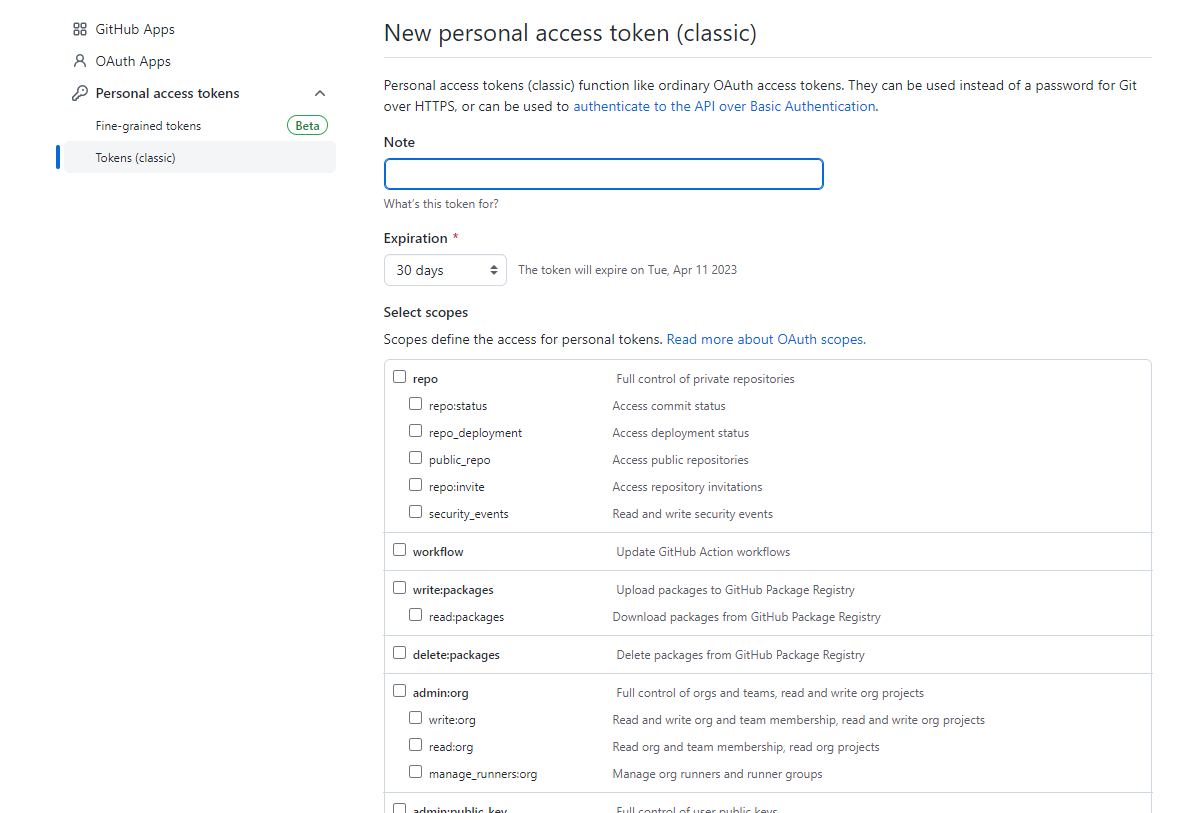 GitHub Apps
OAuth Apps
Personal access tokens
Fine-grained tokens Beta
Tokens (classic)
New personal access token (classic)
Personal access tokens (classic) function like ordinary OAuth access tokens. They can be used instead of a password for Git
over HTTPS, or can be used to authenticate to the API over Basic Authentication.
Note
What's this token for?
Expiration *
30 days The token will expire on Tue, Apr 11 2023
Select scopes
Scopes define the access for personal tokens. Read more about OAuth scopes.
repo Full control of private repositories
repo:status Access commit status
repo_deployment Access deployment status
public_repo Access public repositories
repo:invite Access repository invitations
security_events Read and write security events
workflow Update GitHub Action workflows
write:packages Upload packages to GitHub Package Registry
read:packages Download packages from GitHub Package Registry
delete:packages Delete packages from GitHub Package Registry
admin:org Full control of orgs and teams, read and write org projects
write:org Read and write org and team membership, read and write org projects
read:org Read org and team membership, read org projects
manage_runners:org Manage org runners and runner groups
admin:public_key Full control of user public keys